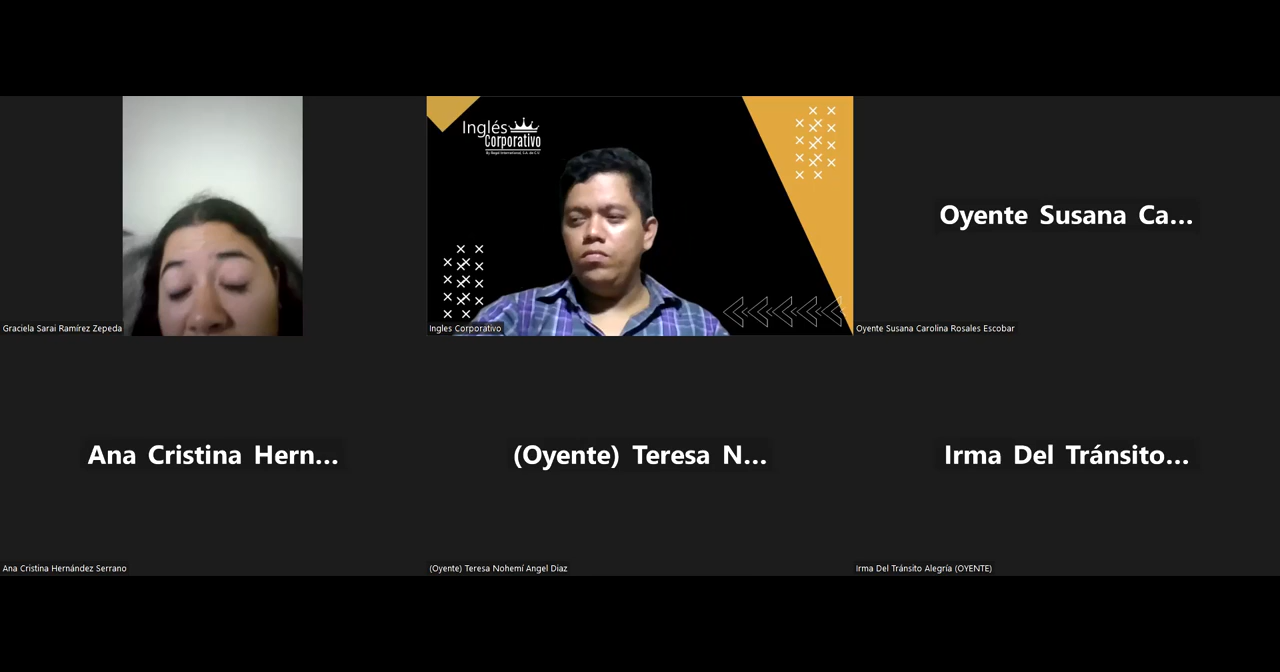 Inglés
Corporativo
Graciela Sarai Ramírez Zepeda
Ingles Corporativo
Oyente Susana Ca...
Oyente Susana Carolina Rosales Escobar
Ana Cristina Hern...
(Oyente) Teresa N...
Irma Del Tránsito...
Ana Cristina Hernández Serrano
(Oyente) Teresa Nohemí Angel Diaz
Irma Del Tránsito Alegría (OYENTE)